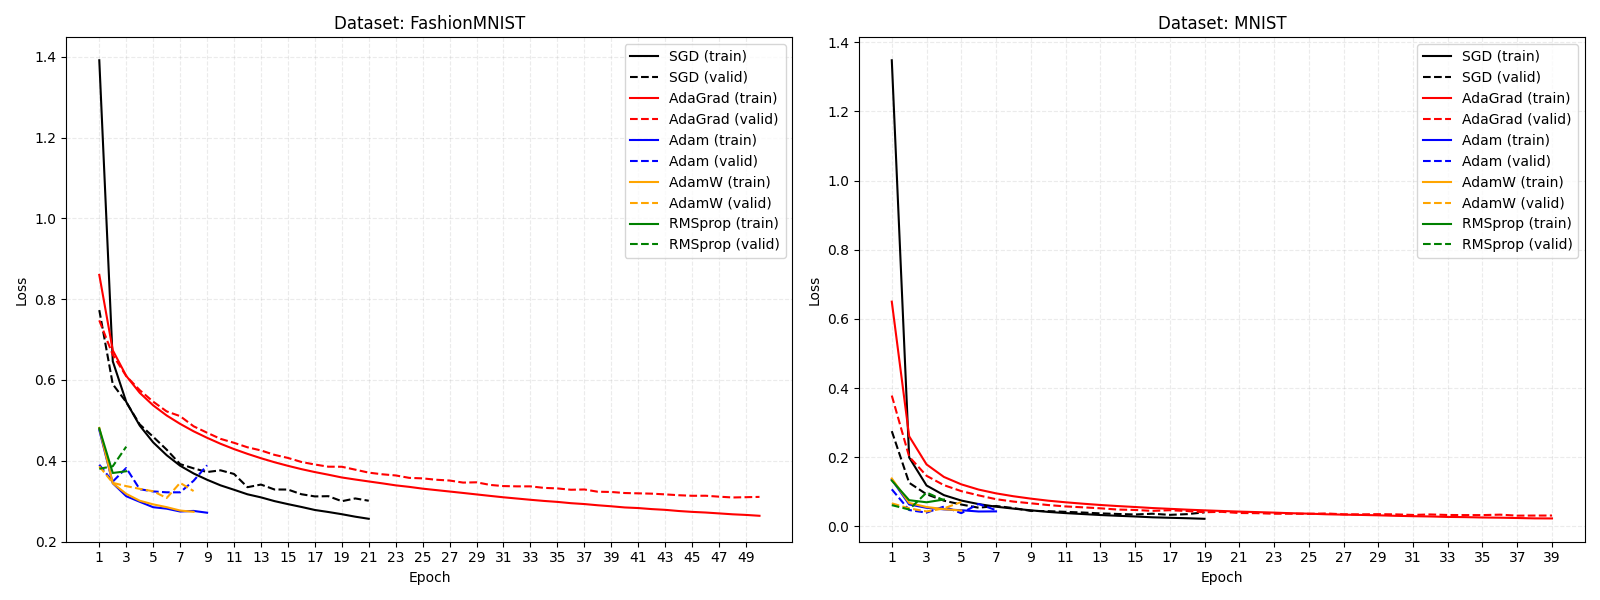 Dataset: FashionMNIST
Loss
1.4
1.2
1.0
0.8
0.6
0.4
0.2
SGD (train)
SGD (valid)
AdaGrad (train)
AdaGrad (valid)
Adam (train)
Adam (valid)
AdamW (train)
AdamW (valid)
RMSprop (train)
RMSprop (valid)
1 3 5 7 9 11 13 15 17 19 21 23 25 27 29 31 33 35 37 39 41 43 45 47 49
Epoch
Dataset: MNIST
Loss
1.4
1.2
1.0
0.8
0.6
0.4
0.2
0.0
SGD (train)
SGD (valid)
AdaGrad (train)
AdaGrad (valid)
Adam (train)
Adam (valid)
AdamW (train)
AdamW (valid)
RMSprop (train)
RMSprop (valid)
1 3 5 7 9 11 13 15 17 19 21 23 25 27 29 31 33 35 37 39
Epoch